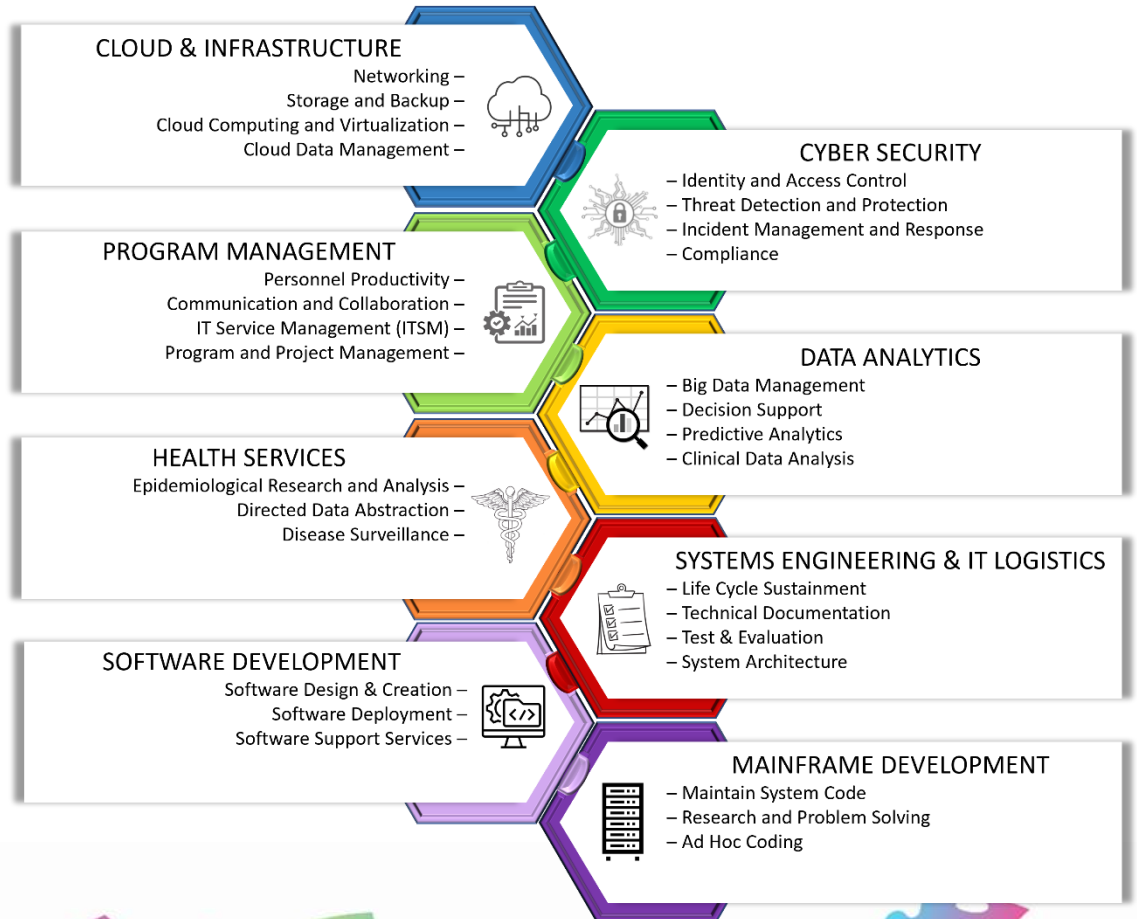 CLOUD & INFRASTRUCTURE
Networking –
Storage and Backup –
Cloud Computing and Virtualization –
Cloud Data Management –
CYBER SECURITY
– Identity and Access Control
– Threat Detection and Protection
– Incident Management and Response
– Compliance
PROGRAM MANAGEMENT
Personnel Productivity –
Communication and Collaboration –
IT Service Management (ITSM) –
Program and Project Management –
DATA ANALYTICS
– Big Data Management
– Decision Support
– Predictive Analytics
– Clinical Data Analysis
HEALTH SERVICES
Epidemiological Research and Analysis –
Directed Data Abstraction –
Disease Surveillance –
SYSTEMS ENGINEERING & IT LOGISTICS
– Life Cycle Sustainment
– Technical Documentation
– Test & Evaluation
– System Architecture
SOFTWARE DEVELOPMENT
Software Design & Creation –
Software Deployment –
Software Support Services –
</>
MAINFRAME DEVELOPMENT
– Maintain System Code
– Research and Problem Solving
– Ad Hoc Coding